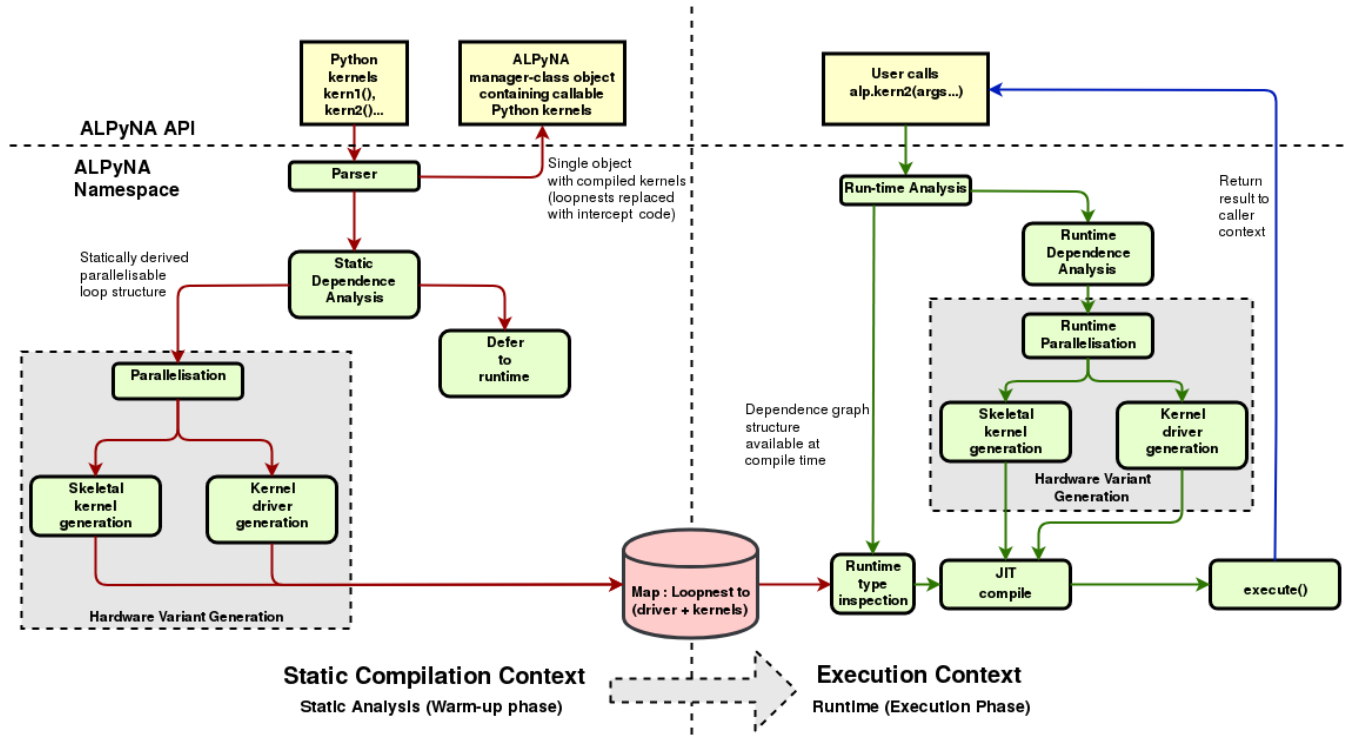 Python
kernels
kern1(),
kern2()...
ALPyNA
manager-class object
containing callable
Python kernels
User calls
alp.kern2(args...)
ALPyNA API
ALPyNA
Namespace
Parser
Single object
with compiled kernels
(loopnests replaced
with intercept code)
Run-time Analysis
Return
result to
caller
context
Statically derived
parallelisable
loop structure
Static
Dependence
Analysis
Runtime
Dependence
Analysis
Defer
to
runtime
Runtime
Parallelisation
Parallelisation
Dependence graph
structure
available at
compile time
Skeletal
kernel
generation
Kernel
driver
generation
Hardware Variant
Generation
Skeletal
kernel
generation
Kernel
driver
generation
Hardware Variant Generation
Map : Loopnest to
(driver + kernels)
Runtime
type
inspection
JIT
compile
execute()
Static Compilation Context
Static Analysis (Warm-up phase)
Execution Context
Runtime (Execution Phase)